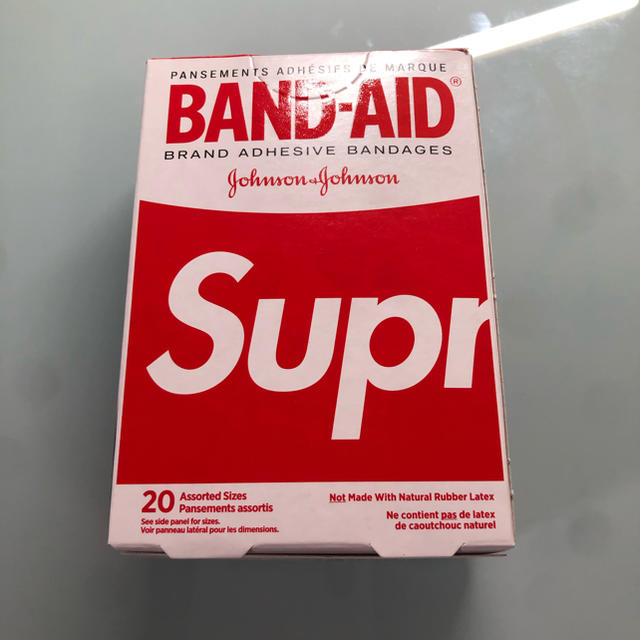 PANSEMENTS ADHÉSIFS DE MARQUE
BAND-AID®
BRAND ADHESIVE BANDAGES
Johnson & Johnson
Supr
20 Assorted Sizes
Pansements assortis
See side panel for sizes.
Voir panneau latéral pour les dimensions.
Not Made With Natural Rubber Latex
Ne contient pas de latex
de caoutchouc naturel